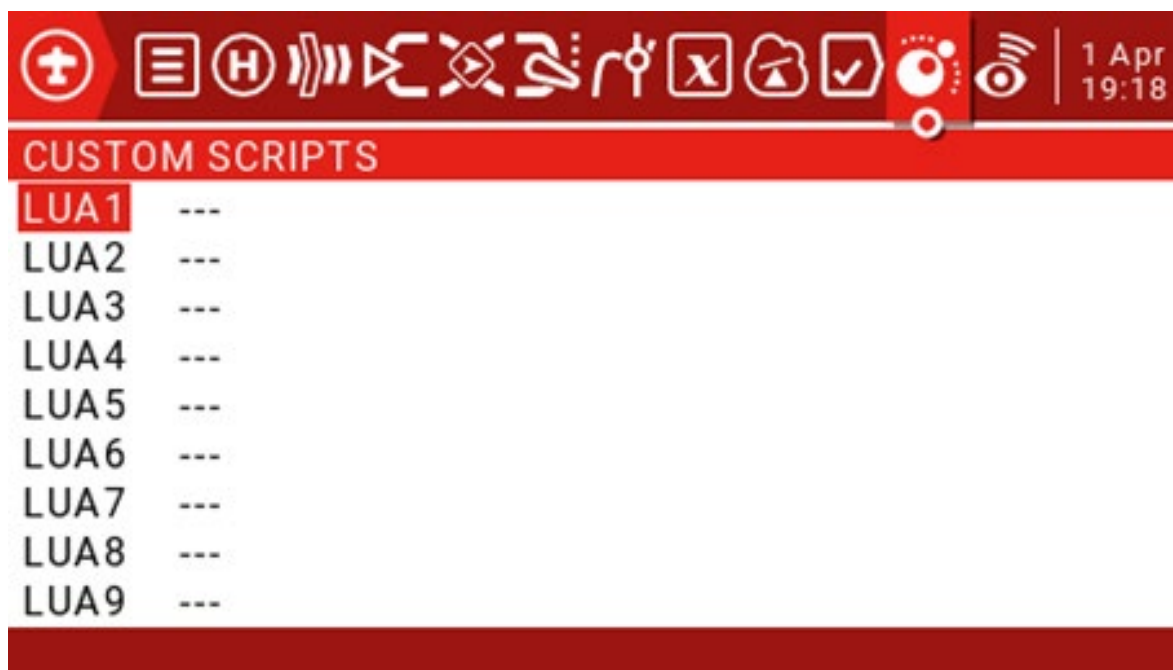 H
x
1 Apr
19:18
CUSTOM SCRIPTS
LUA1 ---
LUA2 ---
LUA3 ---
LUA4 ---
LUA5 ---
LUA6 ---
LUA7 ---
LUA8 ---
LUA9 ---